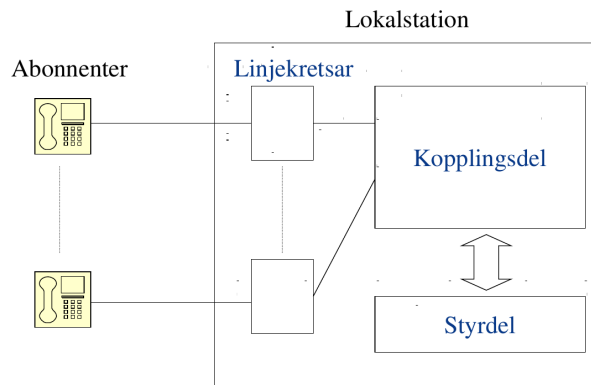 Lokalstation
Abonnenter
Linjekretsar
Kopplingsdel
Styrdel